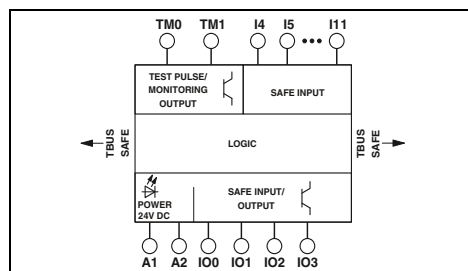 TM0 TM1 I4 I5 ••• I11
TEST PULSE/
MONITORING
OUTPUT
SAFE INPUT
TBUS
SAFE
LOGIC
TBUS
SAFE
POWER
24V DC
SAFE INPUT/
OUTPUT
A1 A2 IO0 IO1 IO2 IO3